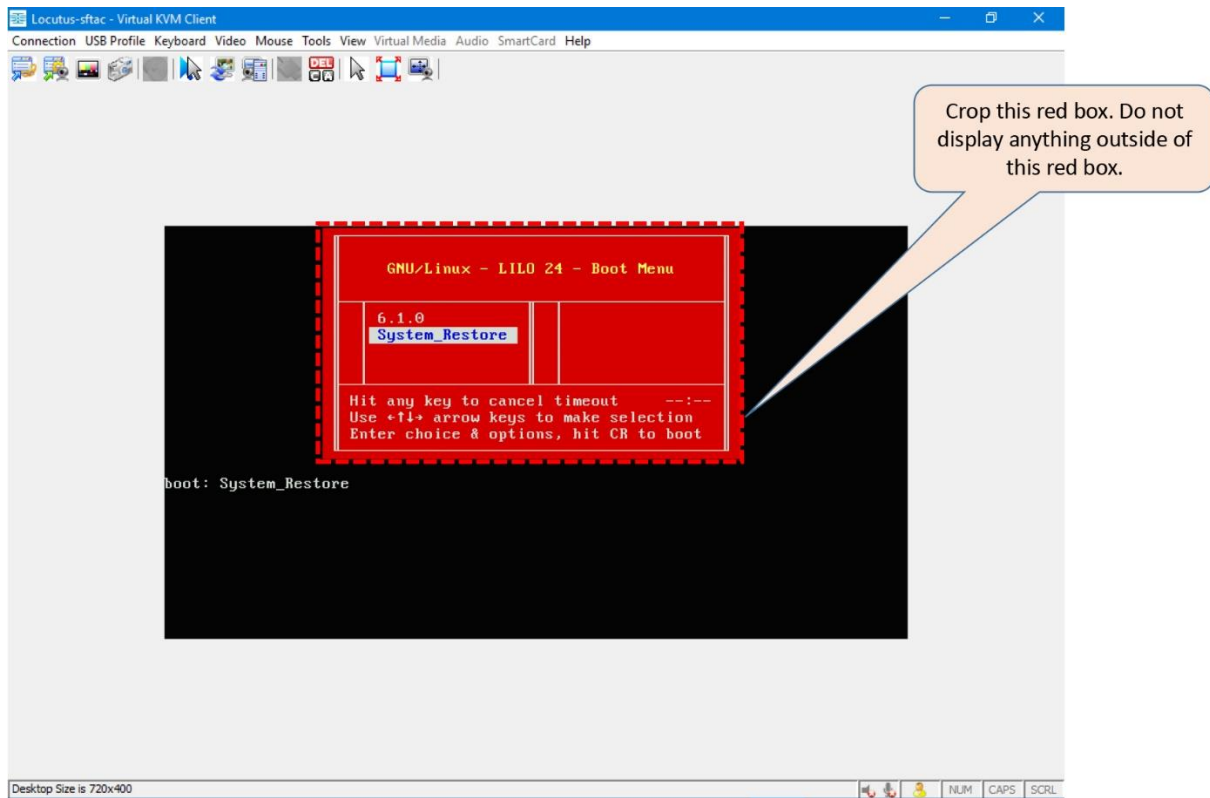 Locutus-sftac - Virtual KVM Client
Connection USB Profile Keyboard Video Mouse Tools View Virtual Media Audio SmartCard Help
DEL
Crop this red box. Do not
display anything outside of
this red box.
GNU/Linux - LILO 24 - Boot Menu
6.1.0
System_Restore
Hit any key to cancel timeout --:--
Use ←↑↓→ arrow keys to make selection
Enter choice & options, hit CR to boot
boot: System_Restore
Desktop Size is 720x400 NUM CAPS SCRL